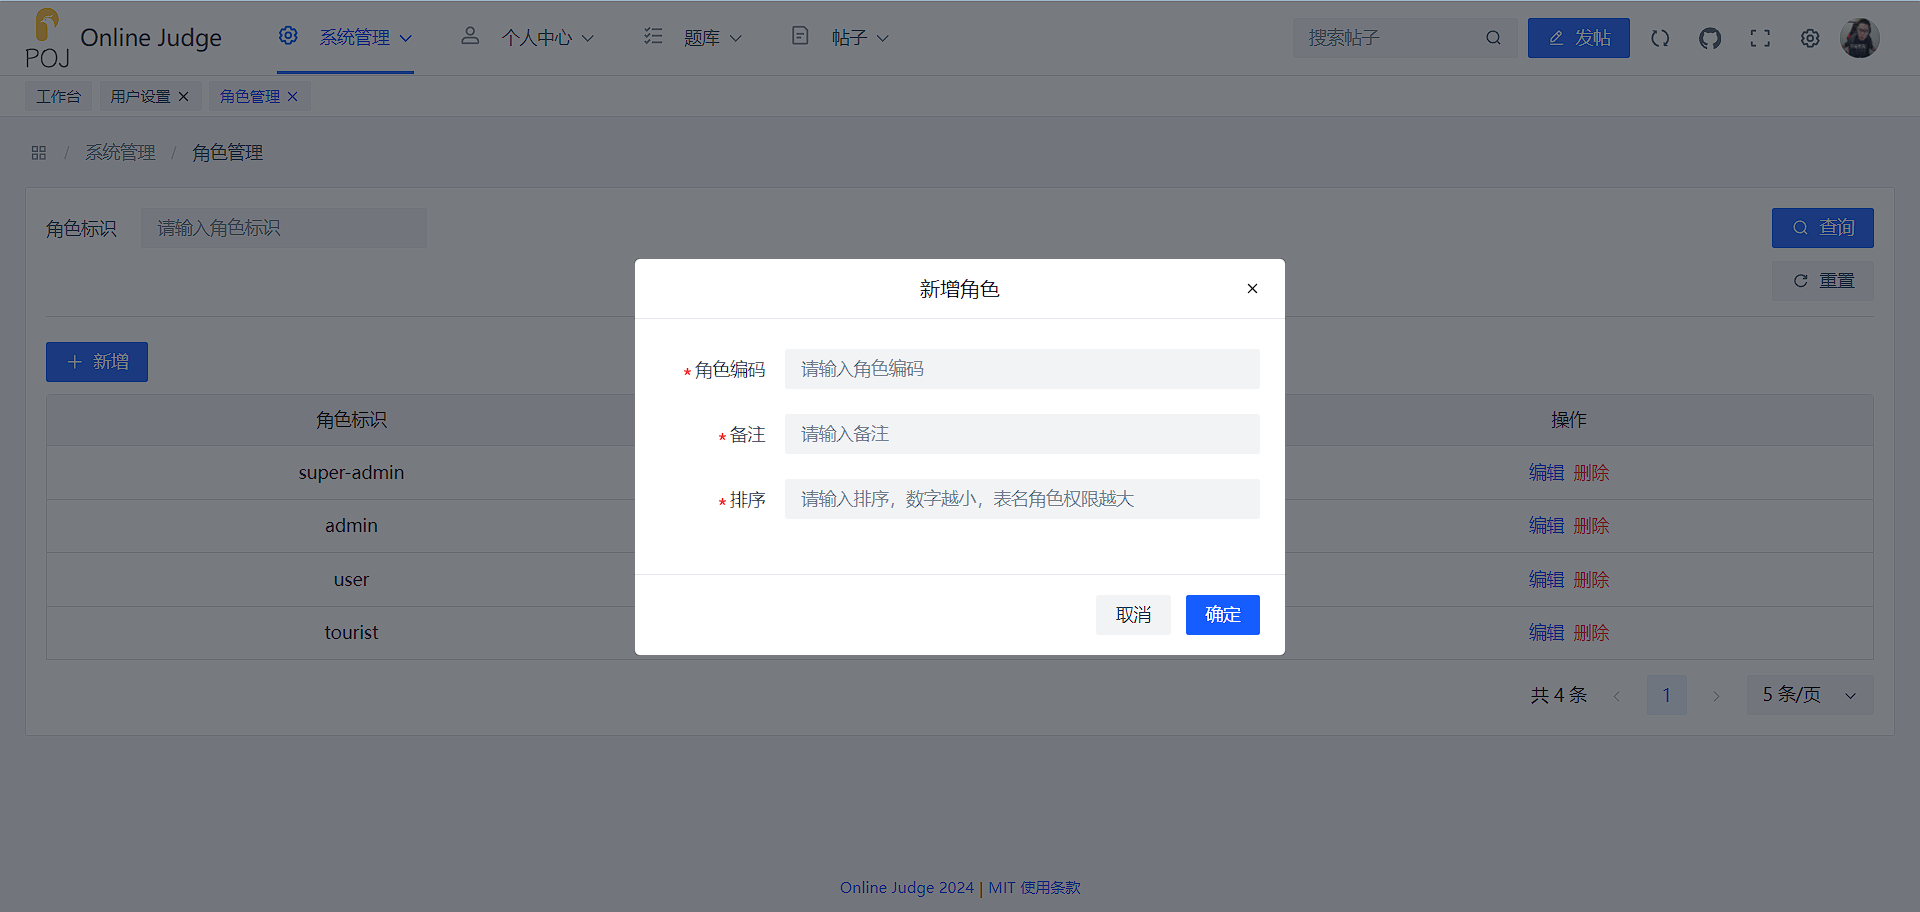 POJ
Online Judge
系统管理
个人中心
题库
帖子
搜索帖子
发帖
工作台
用户设置
角色管理
/ 系统管理 / 角色管理
角色标识
请输入角色标识
查询
重置
新增
角色标识
操作
super-admin
编辑 删除
admin
编辑 删除
user
编辑 删除
tourist
编辑 删除
共 4 条
1
5 条/页
新增角色
*角色编码
请输入角色编码
*备注
请输入备注
*排序
请输入排序，数字越小，表名角色权限越大
取消
确定
Online Judge 2024 | MIT 使用条款